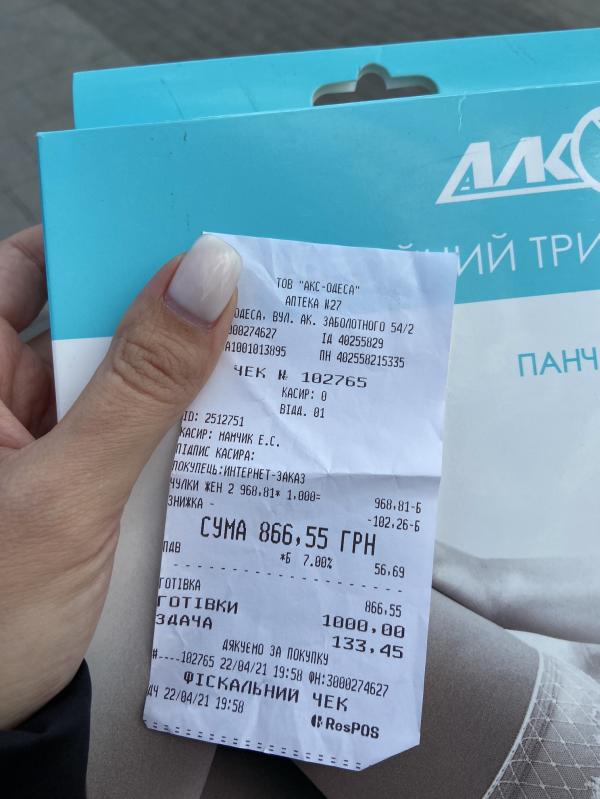 АЛК
ИЙ ТРИ
ПАНЧ
ТОВ "АКС-ОДЕСА"
АПТЕКА №27
ОДЕСА, ВУЛ. АК. ЗАБОЛОТНОГО 54/2
000274627 ІД 40255829
А1001013895 ПН 402558215335
ЧЕК № 102765
КАСИР: 0
ВІДД. 01
ID: 2512751
КАСИР: МАМЧИК Е.С.
ПІДПИС КАСИРА:
ПОКУПЕЦЬ:ИНТЕРНЕТ-ЗАКАЗ
ЧУЛКИ ЖЕН 2 968,81* 1,000= 968,81-Б
ЗНИЖКА - -102,26-Б
СУМА 866,55 ГРН
ПДВ *Б 7.00% 56,69
ГОТІВКА 866,55
ГОТІВКИ 1000,00
ЗДАЧА 133,45
ДЯКУЄМО ЗА ПОКУПКУ
#----102765 22/04/21 19:58 ФН:3000274627
ФІСКАЛЬНИЙ ЧЕК
ДЧ 22/04/21 19:58
ResPOS